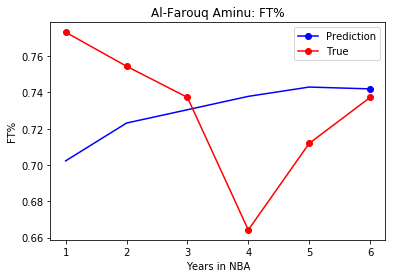 Al-Farouq Aminu: FT%
Prediction
True
0.76
0.74
0.72
0.70
0.68
0.66
FT%
1 2 3 4 5 6
Years in NBA